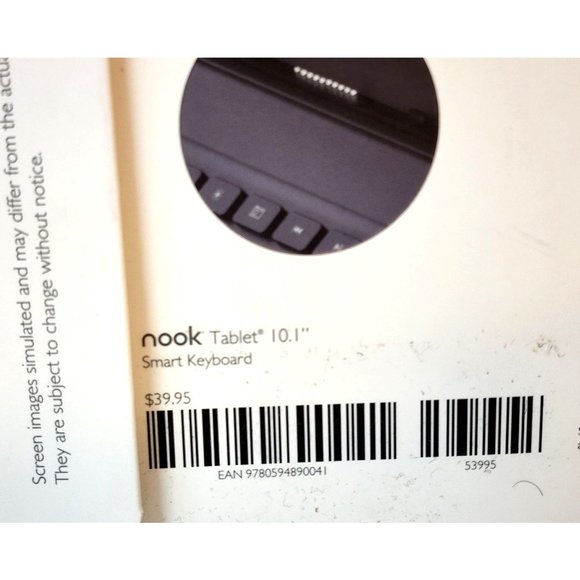 Screen images simulated and may differ from the
They are subject to change without notice.
nook Tablet® 10.1"
Smart Keyboard
$39.95
EAN 9780594890041
53995